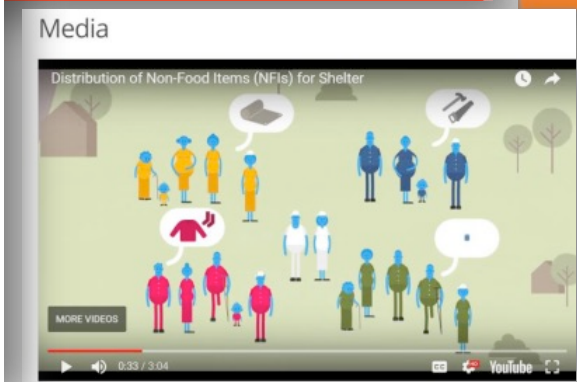 Media
Distribution of Non-Food Items (NFIs) for Shelter
MORE VIDEOS
0:33 / 3:04
CC
YouTube